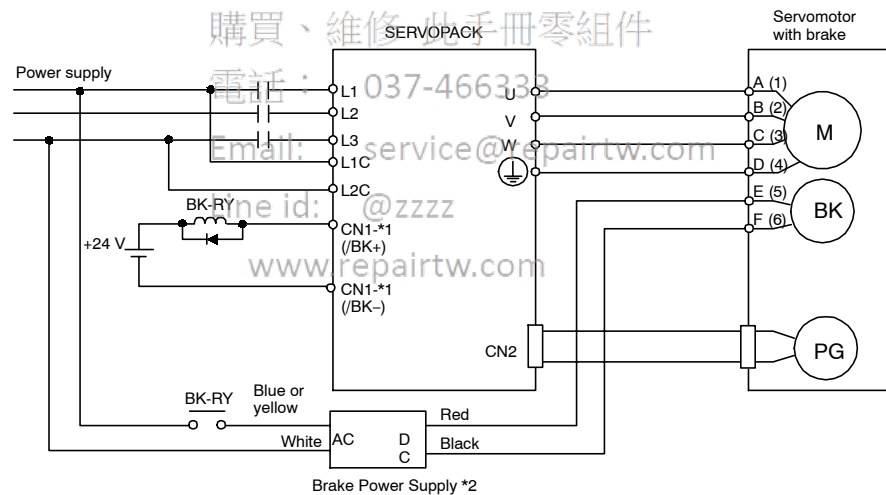 購買、維修 此手冊零組件
SERVOPACK
Servomotor
with brake
Power supply
電話： 037-466333
L1
U
A (1)
L2
V
B (2)
M
L3
W
C (3)
Email: service@repairtw.com
L1C
D (4)
L2C
E (5)
BK-RY
Line id: @zzzz
F (6)
BK
+24 V
CN1-*1
(/BK+)
www.repairtw.com
CN1-*1
(/BK−)
CN2
PG
BK-RY
Blue or
yellow
Red
White
AC
D
C
Black
Brake Power Supply *2